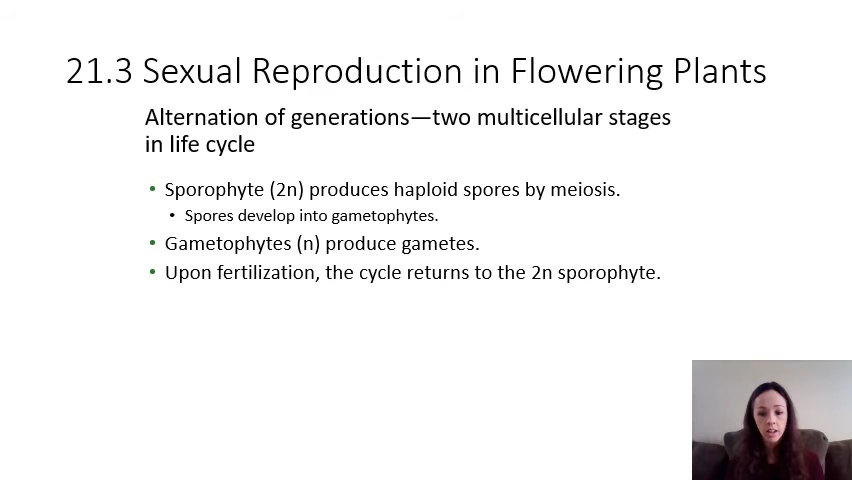 21.3 Sexual Reproduction in Flowering Plants
Alternation of generations—two multicellular stages
in life cycle
• Sporophyte (2n) produces haploid spores by meiosis.
• Spores develop into gametophytes.
• Gametophytes (n) produce gametes.
• Upon fertilization, the cycle returns to the 2n sporophyte.